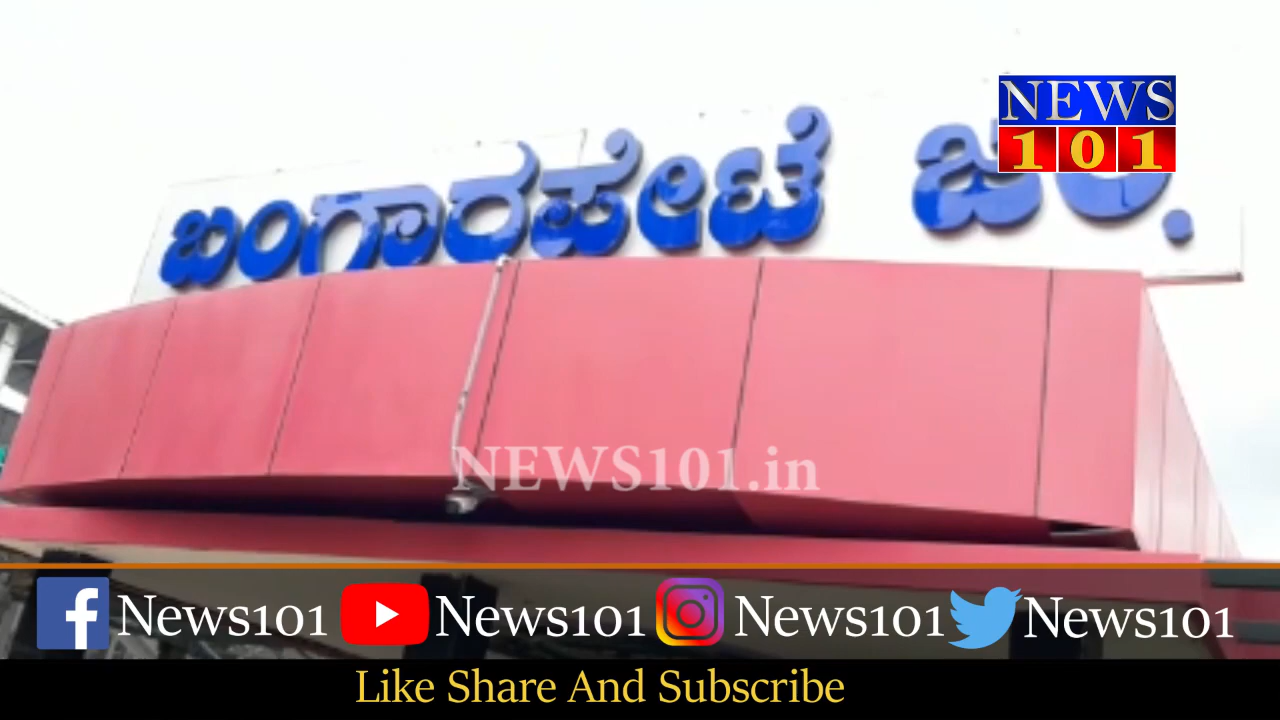 NEWS
101
ಬಂಗಾರಪೇಟೆ ಜಂ.
NEWS101.in
News101 News101 News101 News101
Like Share And Subscribe